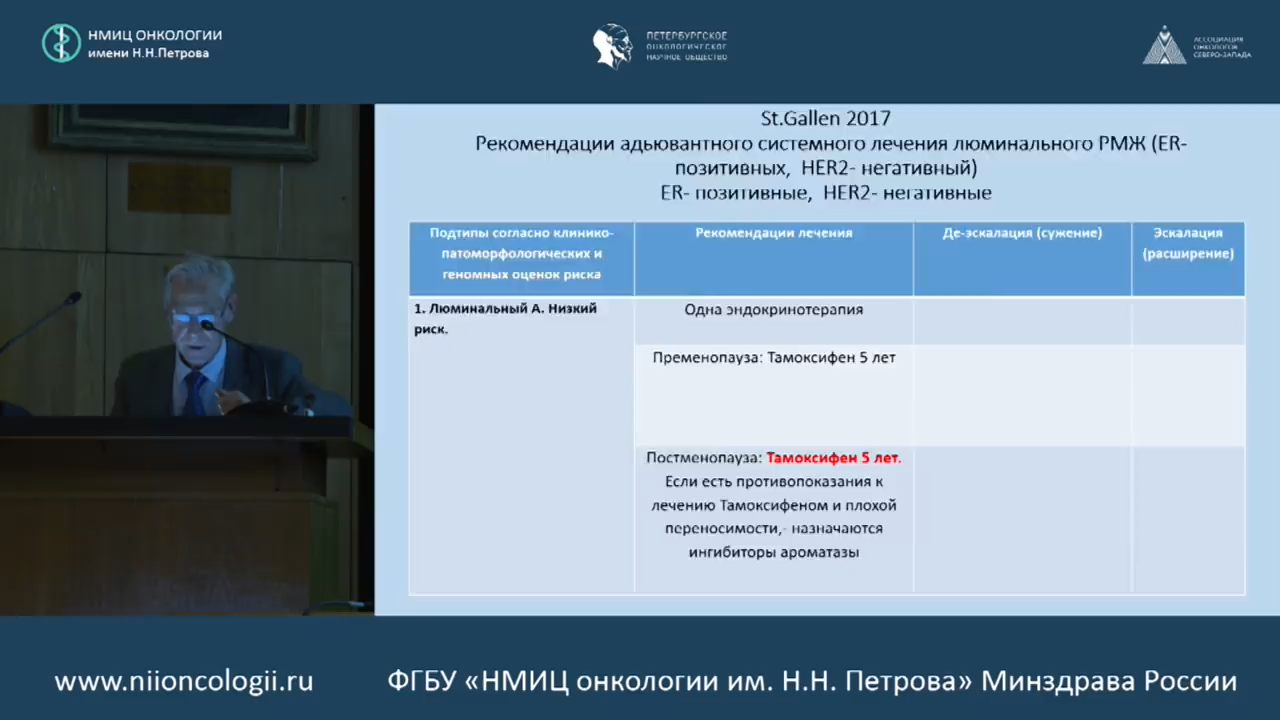 НМИЦ ОНКОЛОГИИ
имени Н.Н.Петрова
ПЕТЕРБУРГСКОЕ
ОНКОЛОГИЧЕСКОЕ
НАУЧНОЕ ОБЩЕСТВО
АССОЦИАЦИЯ
ОНКОЛОГОВ
СЕВЕРО-ЗАПАДА
St.Gallen 2017
Рекомендации адьювантного системного лечения люминального РМЖ (ER-
позитивных, HER2- негативный)
ER- позитивные, HER2- негативные
Подтипы согласно клинико-
патоморфологических и
геномных оценок риска
Рекомендации лечения
Де-эскалация (сужение)
Эскалация
(расширение)
1. Люминальный А. Низкий
риск.
Одна эндокринотерапия
Пременопауза: Тамоксифен 5 лет
Постменопауза: Тамоксифен 5 лет.
Если есть противопоказания к
лечению Тамоксифеном и плохой
переносимости,- назначаются
ингибиторы ароматазы
www.niioncologii.ru
ФГБУ «НМИЦ онкологии им. Н.Н. Петрова» Минздрава России